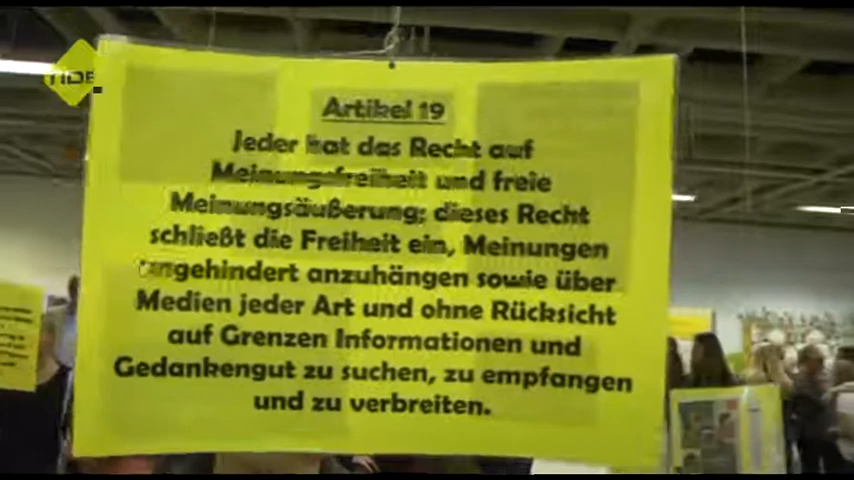 TIDE
Artikel 19
Jeder hat das Recht auf
Meinungsfreiheit und freie
Meinungsäußerung; dieses Recht
schließt die Freiheit ein, Meinungen
ungehindert anzuhängen sowie über
Medien jeder Art und ohne Rücksicht
auf Grenzen Informationen und
Gedankengut zu suchen, zu empfangen
und zu verbreiten.